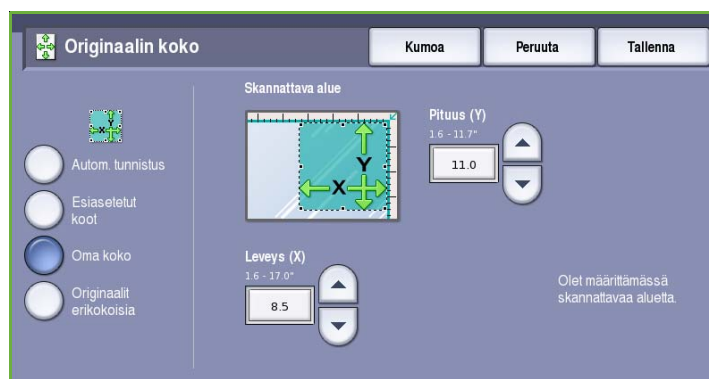 Originaalin koko
Kumoa
Peruuta
Tallenna
Autom. tunnistus
Esiasetetut
koot
Oma koko
Originaalit
erikokoisia
Skannattava alue
Y
X
Pituus (Y)
1.6 - 11.7"
11.0
Leveys (X)
1.6 - 17.0"
8.5
Olet määrittämässä
skannattavaa aluetta.